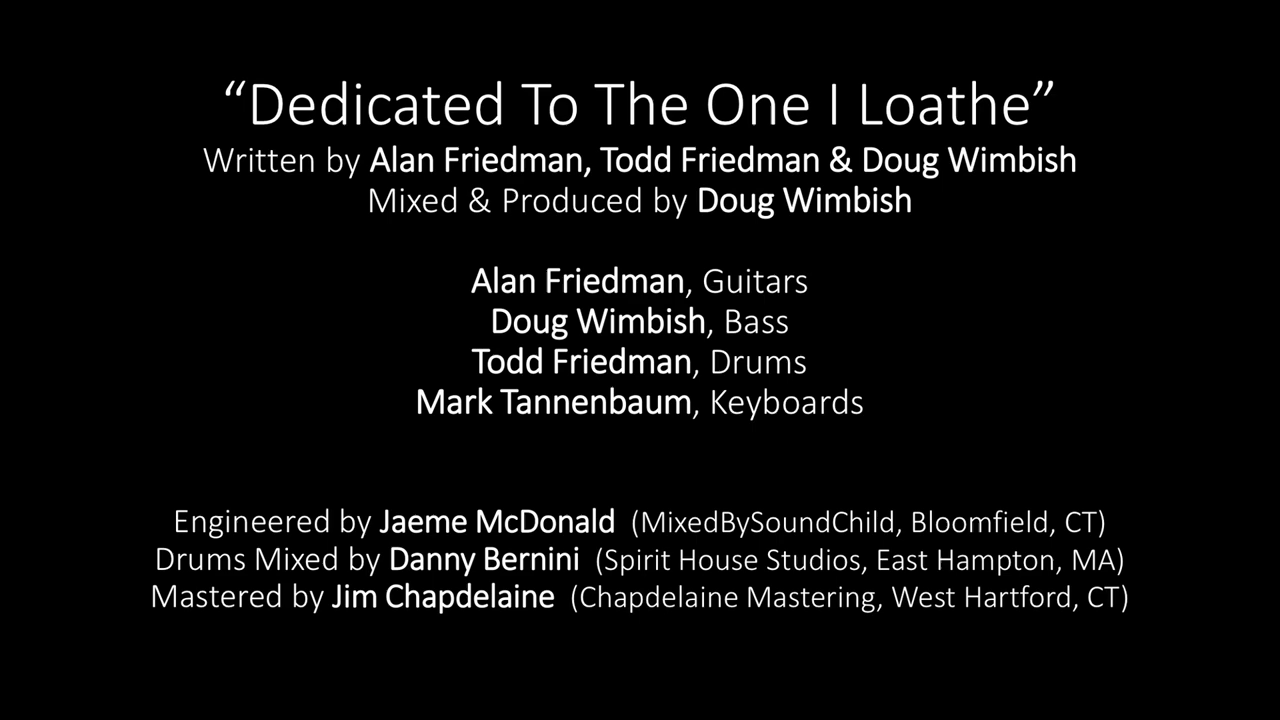 “Dedicated To The One I Loathe”
Written by Alan Friedman, Todd Friedman & Doug Wimbish
Mixed & Produced by Doug Wimbish
Alan Friedman, Guitars
Doug Wimbish, Bass
Todd Friedman, Drums
Mark Tannenbaum, Keyboards
Engineered by Jaeme McDonald (MixedBySoundChild, Bloomfield, CT)
Drums Mixed by Danny Bernini (Spirit House Studios, East Hampton, MA)
Mastered by Jim Chapdelaine (Chapdelaine Mastering, West Hartford, CT)